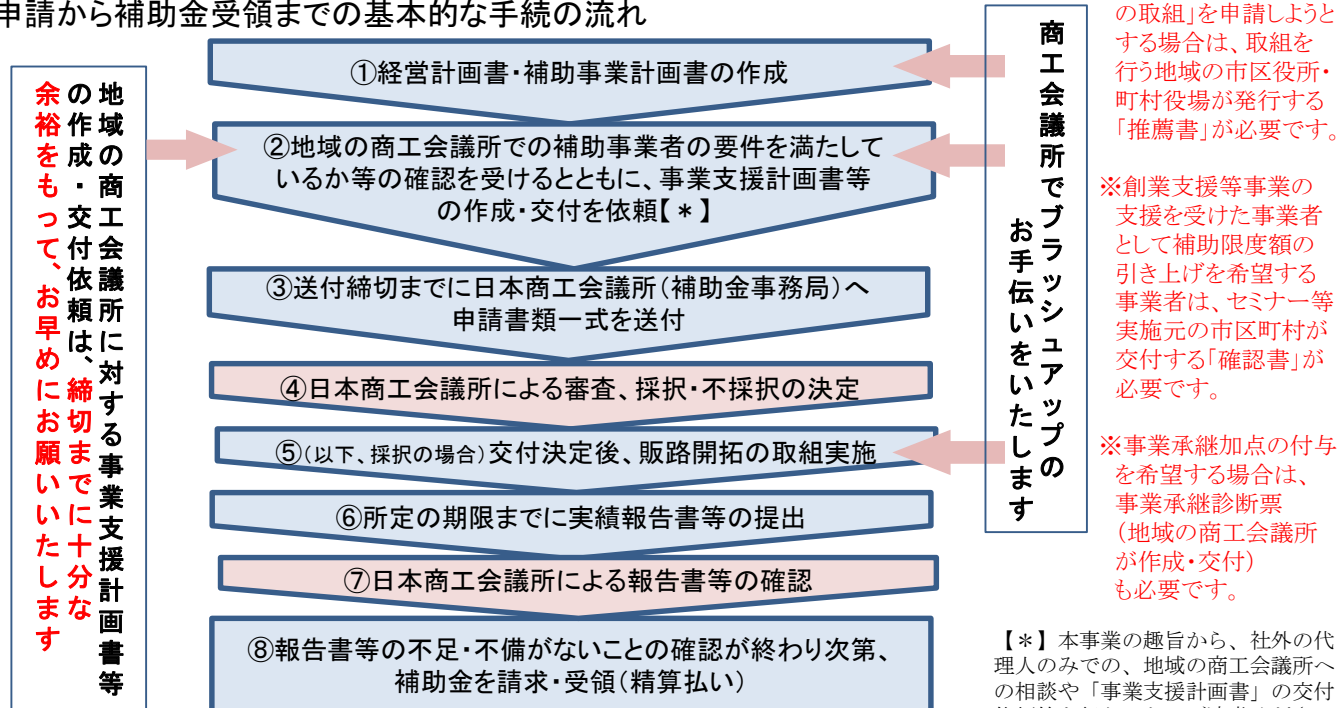 申請から補助金受領までの基本的な手続の流れ
地域の商工会議所に対する事業支援計画書等
の作成・交付依頼は、締切までに十分な
余裕をもって、お早めにお願いいたします
①経営計画書・補助事業計画書の作成
②地域の商工会議所での補助事業者の要件を満たして
いるか等の確認を受けるとともに、事業支援計画書等
の作成・交付を依頼【＊】
③送付締切までに日本商工会議所（補助金事務局）へ
申請書類一式を送付
④日本商工会議所による審査、採択・不採択の決定
⑤（以下、採択の場合）交付決定後、販路開拓の取組実施
⑥所定の期限までに実績報告書等の提出
⑦日本商工会議所による報告書等の確認
⑧報告書等の不足・不備がないことの確認が終わり次第、
補助金を請求・受領（精算払い）
商工会議所でブラッシュアップの
お手伝いをいたします
の取組」を申請しようと
する場合は、取組を
行う地域の市区役所・
町村役場が発行する
「推薦書」が必要です。
※創業支援等事業の
支援を受けた事業者
として補助限度額の
引き上げを希望する
事業者は、セミナー等
実施元の市区町村が
交付する「確認書」が
必要です。
※事業承継加点の付与
を希望する場合は、
事業承継診断票
（地域の商工会議所
が作成・交付）
も必要です。
【＊】本事業の趣旨から、社外の代
理人のみでの、地域の商工会議所へ
の相談や「事業支援計画書」の交付